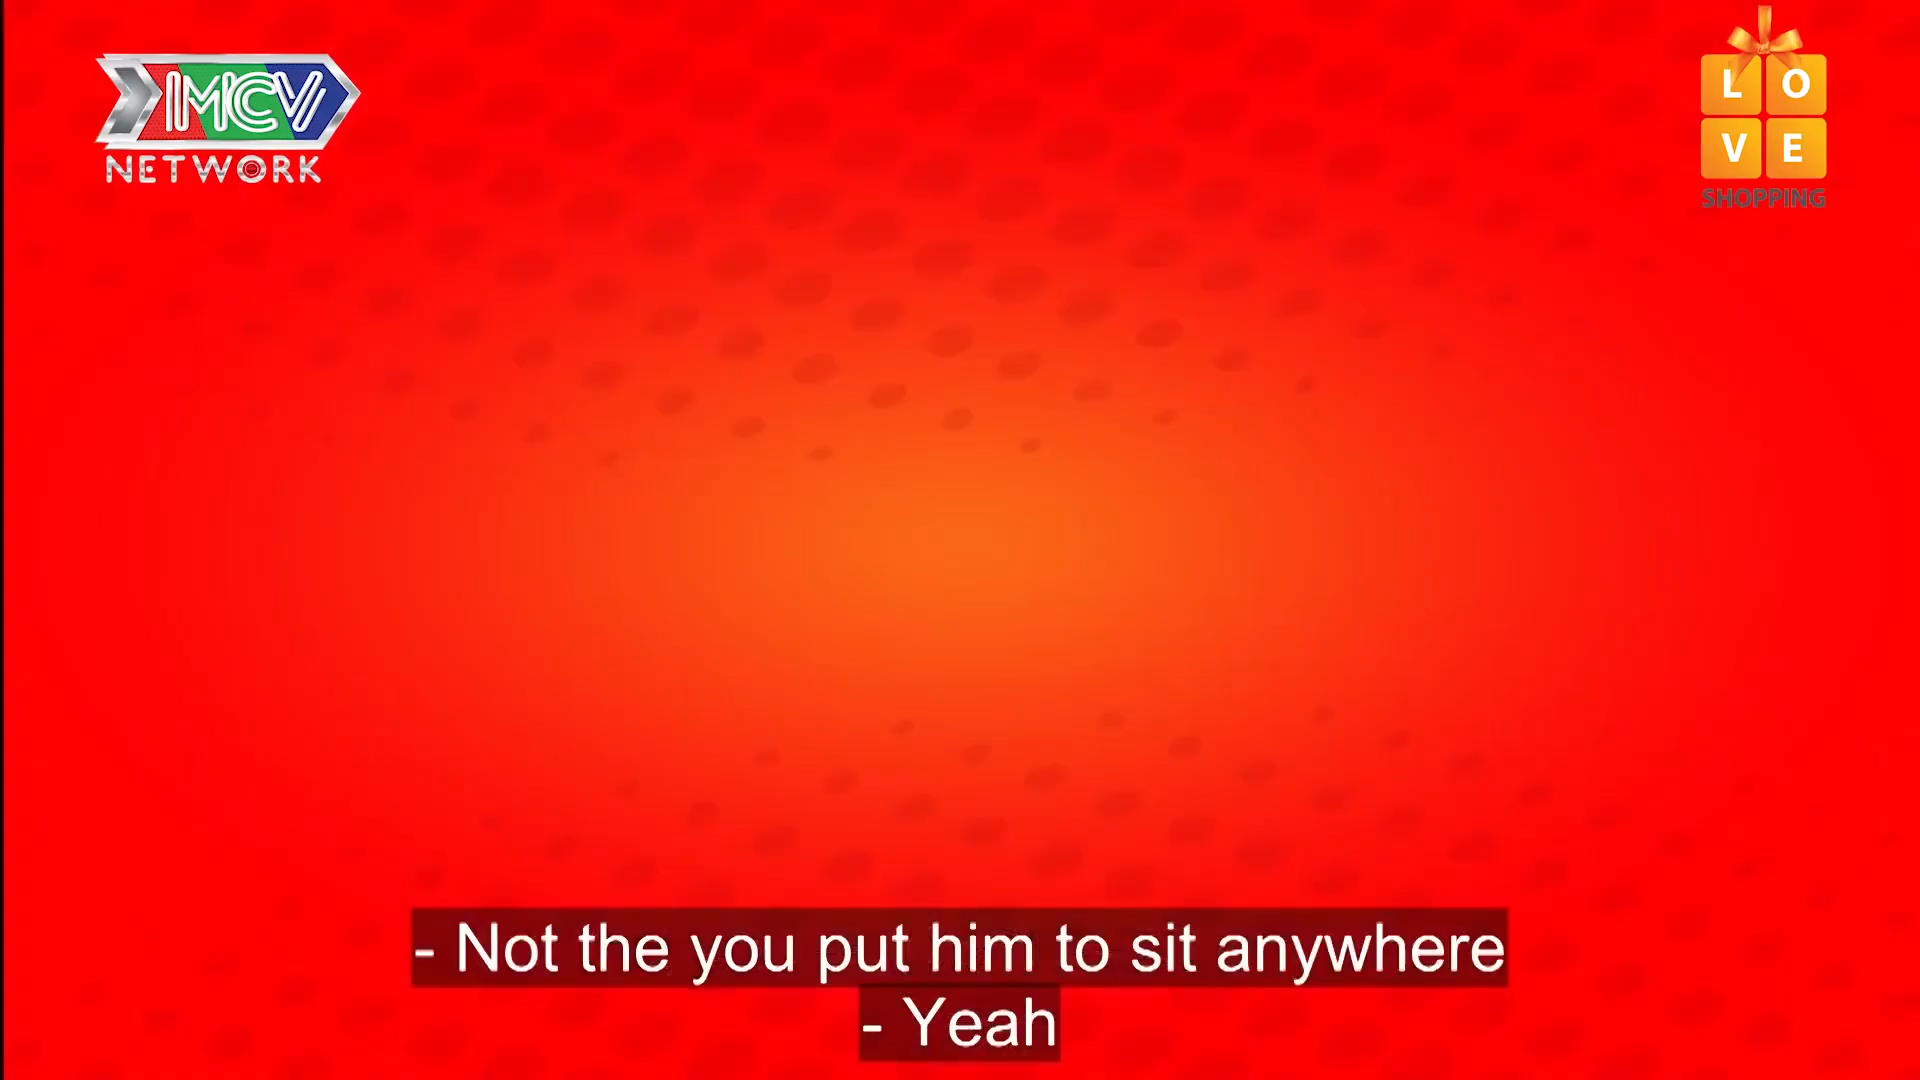 MCV
NETWORK
L O
V E
SHOPPING
- Not the you put him to sit anywhere
- Yeah